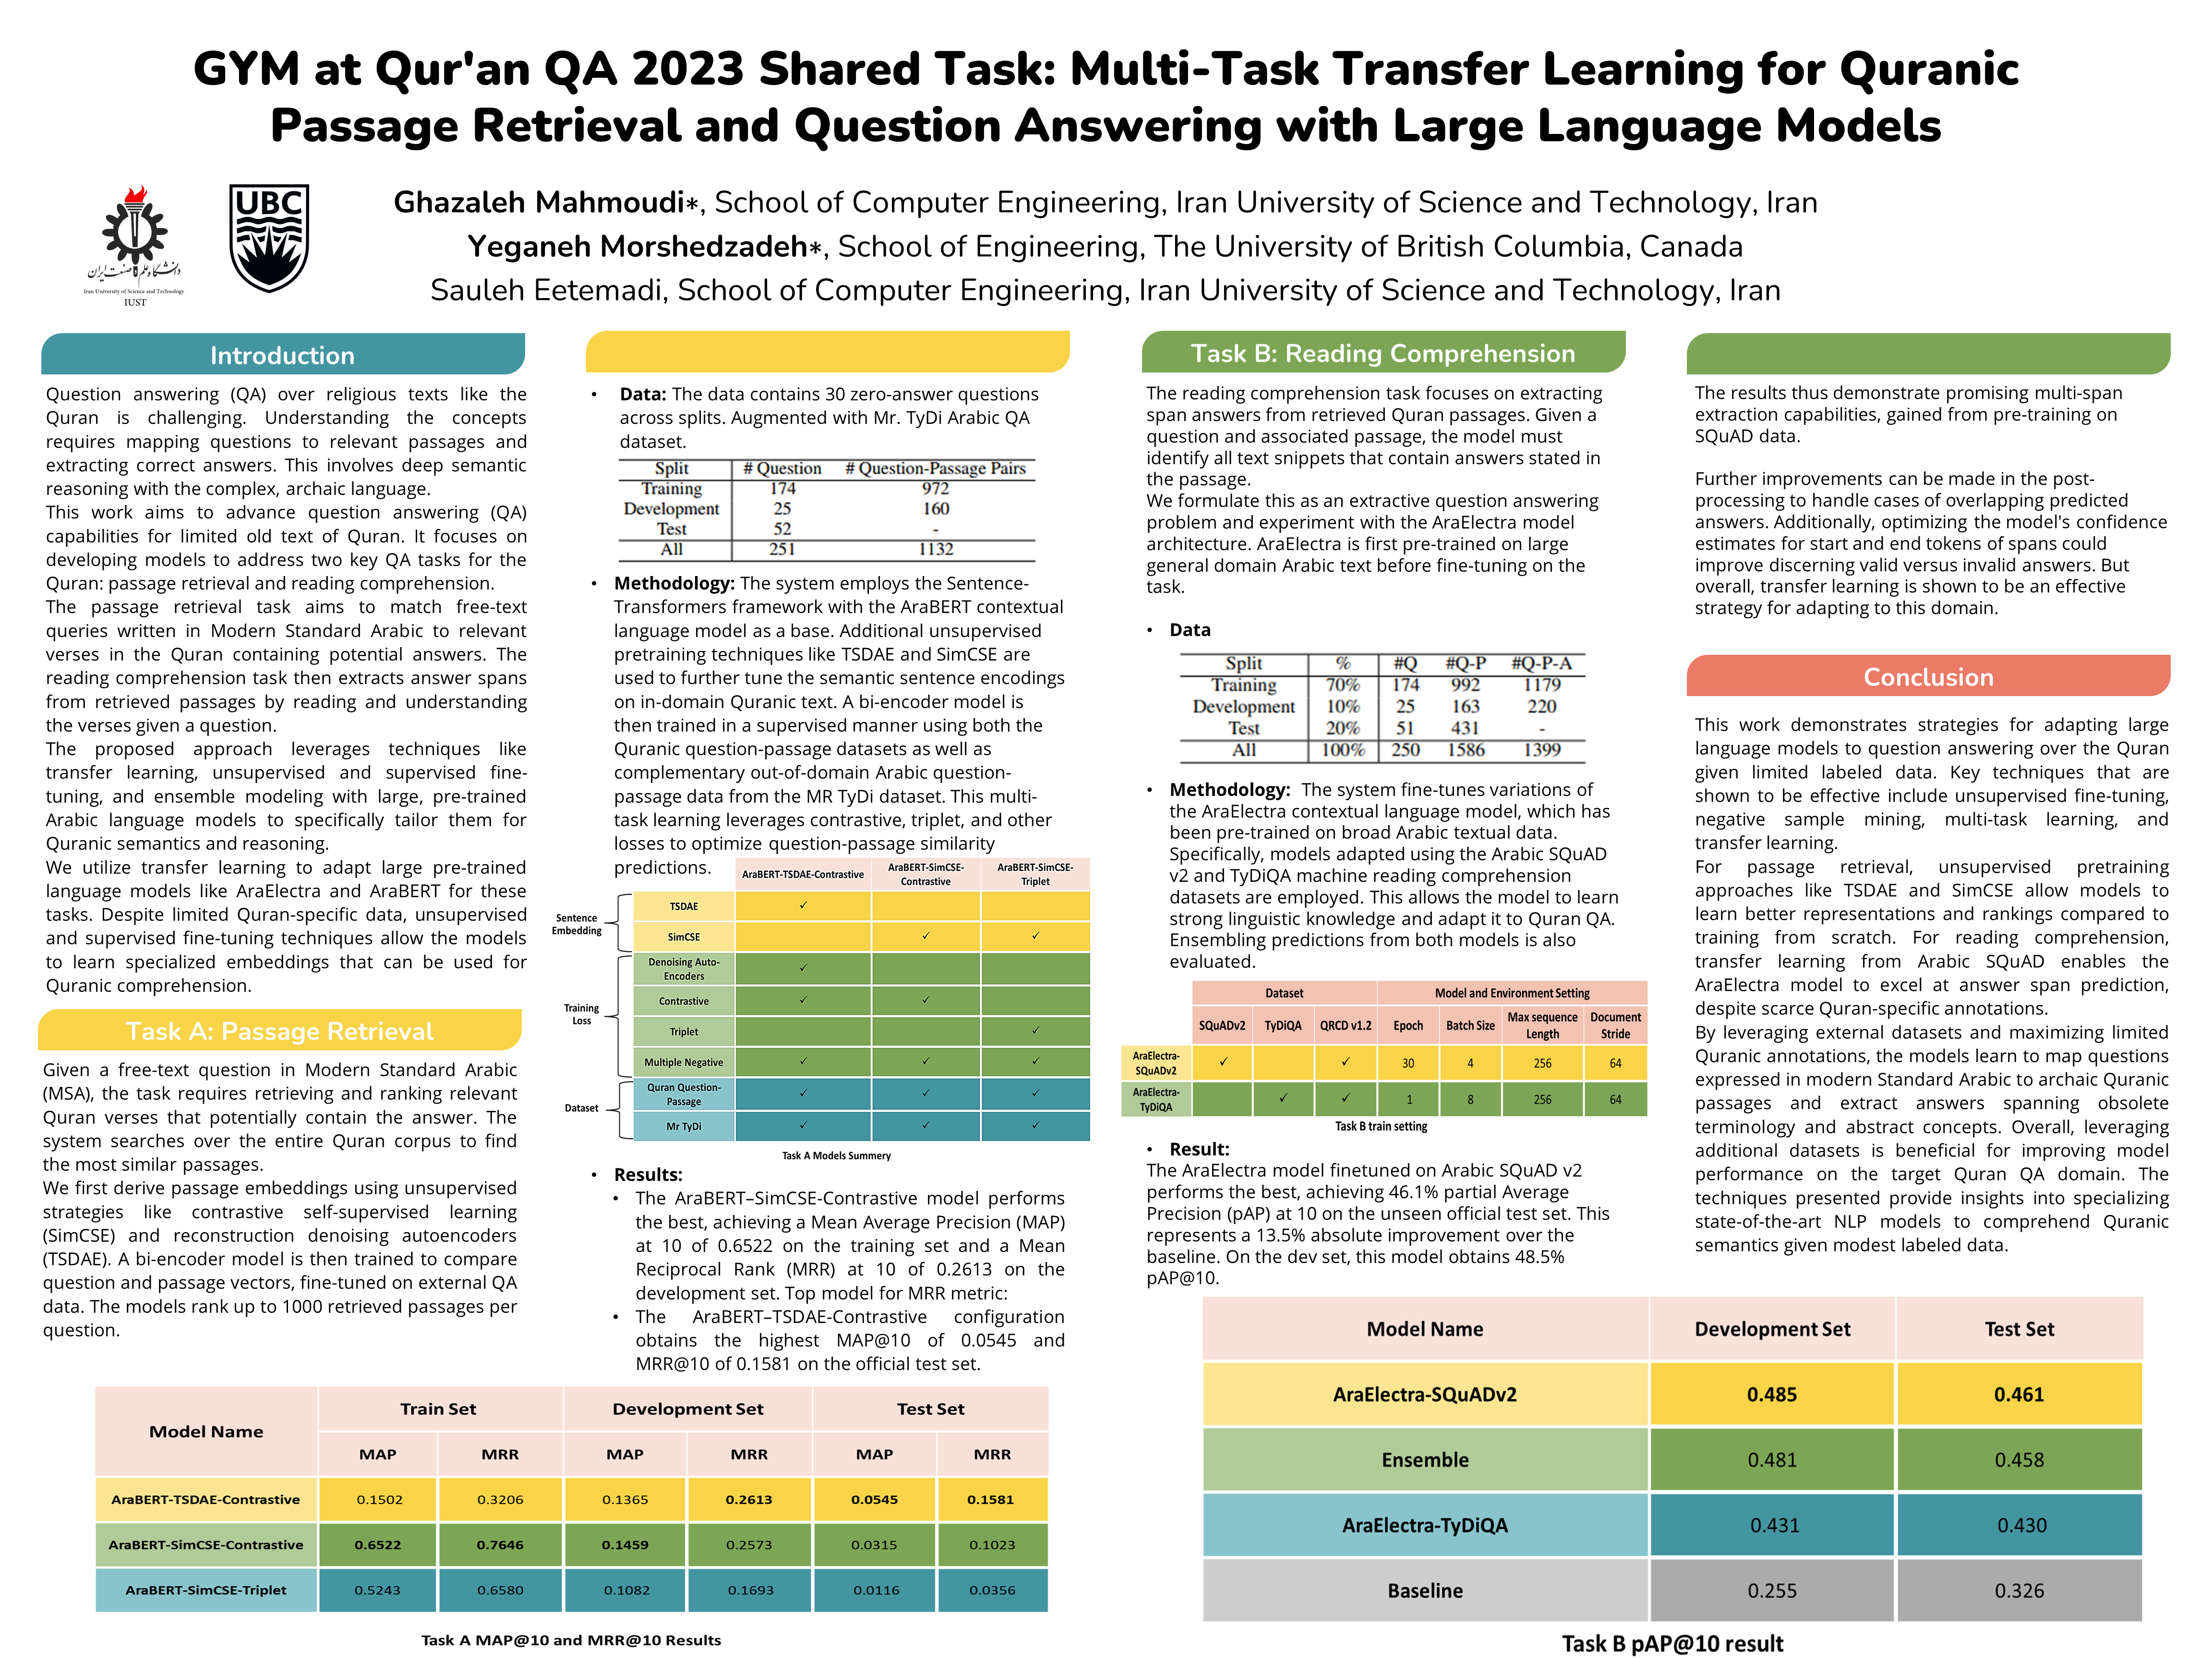 GYM at Qur'an QA 2023 Shared Task: Multi-Task Transfer Learning for Quranic
Passage Retrieval and Question Answering with Large Language Models
دانشگاه علم و صنعت ایران
Iran University of Science and Technology
IUST
UBC
Ghazaleh Mahmoudi*, School of Computer Engineering, Iran University of Science and Technology, Iran
Yeganeh Morshedzadeh*, School of Engineering, The University of British Columbia, Canada
Sauleh Eetemadi, School of Computer Engineering, Iran University of Science and Technology, Iran
Introduction
Question answering (QA) over religious texts like the
Quran is challenging. Understanding the concepts
requires mapping questions to relevant passages and
extracting correct answers. This involves deep semantic
reasoning with the complex, archaic language.
This work aims to advance question answering (QA)
capabilities for limited old text of Quran. It focuses on
developing models to address two key QA tasks for the
Quran: passage retrieval and reading comprehension.
The passage retrieval task aims to match free-text
queries written in Modern Standard Arabic to relevant
verses in the Quran containing potential answers. The
reading comprehension task then extracts answer spans
from retrieved passages by reading and understanding
the verses given a question.
The proposed approach leverages techniques like
transfer learning, unsupervised and supervised fine-
tuning, and ensemble modeling with large, pre-trained
Arabic language models to specifically tailor them for
Quranic semantics and reasoning.
We utilize transfer learning to adapt large pre-trained
language models like AraElectra and AraBERT for these
tasks. Despite limited Quran-specific data, unsupervised
and supervised fine-tuning techniques allow the models
to learn specialized embeddings that can be used for
Quranic comprehension.
Task A: Passage Retrieval
Given a free-text question in Modern Standard Arabic
(MSA), the task requires retrieving and ranking relevant
Quran verses that potentially contain the answer. The
system searches over the entire Quran corpus to find
the most similar passages.
We first derive passage embeddings using unsupervised
strategies like contrastive self-supervised learning
(SimCSE) and reconstruction denoising autoencoders
(TSDAE). A bi-encoder model is then trained to compare
question and passage vectors, fine-tuned on external QA
data. The models rank up to 1000 retrieved passages per
question.
• Data: The data contains 30 zero-answer questions
across splits. Augmented with Mr. TyDi Arabic QA
dataset.
Split # Question # Question-Passage Pairs
Training 174 972
Development 25 160
Test 52 -
All 251 1132
• Methodology: The system employs the Sentence-
Transformers framework with the AraBERT contextual
language model as a base. Additional unsupervised
pretraining techniques like TSDAE and SimCSE are
used to further tune the semantic sentence encodings
on in-domain Quranic text. A bi-encoder model is
then trained in a supervised manner using both the
Quranic question-passage datasets as well as
complementary out-of-domain Arabic question-
passage data from the MR TyDi dataset. This multi-
task learning leverages contrastive, triplet, and other
losses to optimize question-passage similarity
predictions.
AraBERT-TSDAE-Contrastive AraBERT-SimCSE-Contrastive AraBERT-SimCSE-Triplet
Sentence Embedding
TSDAE ✓
SimCSE ✓ ✓
Training Loss
Denoising Auto-Encoders ✓
Contrastive ✓ ✓
Triplet ✓
Multiple Negative ✓ ✓ ✓
Dataset
Quran Question-Passage ✓ ✓ ✓
Mr TyDi ✓ ✓ ✓
Task A Models Summery
• Results:
• The AraBERT–SimCSE-Contrastive model performs
the best, achieving a Mean Average Precision (MAP)
at 10 of 0.6522 on the training set and a Mean
Reciprocal Rank (MRR) at 10 of 0.2613 on the
development set. Top model for MRR metric:
• The AraBERT–TSDAE-Contrastive configuration
obtains the highest MAP@10 of 0.0545 and
MRR@10 of 0.1581 on the official test set.
Model Name Train Set Development Set Test Set
MAP MRR MAP MRR MAP MRR
AraBERT-TSDAE-Contrastive 0.1502 0.3206 0.1365 0.2613 0.0545 0.1581
AraBERT-SimCSE-Contrastive 0.6522 0.7646 0.1459 0.2573 0.0315 0.1023
AraBERT-SimCSE-Triplet 0.5243 0.6580 0.1082 0.1693 0.0116 0.0356
Task A MAP@10 and MRR@10 Results
Task B: Reading Comprehension
The reading comprehension task focuses on extracting
span answers from retrieved Quran passages. Given a
question and associated passage, the model must
identify all text snippets that contain answers stated in
the passage.
We formulate this as an extractive question answering
problem and experiment with the AraElectra model
architecture. AraElectra is first pre-trained on large
general domain Arabic text before fine-tuning on the
task.
• Data
Split % #Q #Q-P #Q-P-A
Training 70% 174 992 1179
Development 10% 25 163 220
Test 20% 51 431 -
All 100% 250 1586 1399
• Methodology: The system fine-tunes variations of
the AraElectra contextual language model, which has
been pre-trained on broad Arabic textual data.
Specifically, models adapted using the Arabic SQuAD
v2 and TyDiQA machine reading comprehension
datasets are employed. This allows the model to learn
strong linguistic knowledge and adapt it to Quran QA.
Ensembling predictions from both models is also
evaluated.
Dataset Model and Environment Setting
SQuADv2 TyDiQA QRCD v1.2 Epoch Batch Size Max sequence Length Document Stride
AraElectra-SQuADv2 ✓ ✓ 30 4 256 64
AraElectra-TyDiQA ✓ ✓ 1 8 256 64
Task B train setting
• Result:
The AraElectra model finetuned on Arabic SQuAD v2
performs the best, achieving 46.1% partial Average
Precision (pAP) at 10 on the unseen official test set. This
represents a 13.5% absolute improvement over the
baseline. On the dev set, this model obtains 48.5%
pAP@10.
Model Name Development Set Test Set
AraElectra-SQuADv2 0.485 0.461
Ensemble 0.481 0.458
AraElectra-TyDiQA 0.431 0.430
Baseline 0.255 0.326
Task B pAP@10 result
The results thus demonstrate promising multi-span
extraction capabilities, gained from pre-training on
SQuAD data.
Further improvements can be made in the post-
processing to handle cases of overlapping predicted
answers. Additionally, optimizing the model's confidence
estimates for start and end tokens of spans could
improve discerning valid versus invalid answers. But
overall, transfer learning is shown to be an effective
strategy for adapting to this domain.
Conclusion
This work demonstrates strategies for adapting large
language models to question answering over the Quran
given limited labeled data. Key techniques that are
shown to be effective include unsupervised fine-tuning,
negative sample mining, multi-task learning, and
transfer learning.
For passage retrieval, unsupervised pretraining
approaches like TSDAE and SimCSE allow models to
learn better representations and rankings compared to
training from scratch. For reading comprehension,
transfer learning from Arabic SQuAD enables the
AraElectra model to excel at answer span prediction,
despite scarce Quran-specific annotations.
By leveraging external datasets and maximizing limited
Quranic annotations, the models learn to map questions
expressed in modern Standard Arabic to archaic Quranic
passages and extract answers spanning obsolete
terminology and abstract concepts. Overall, leveraging
additional datasets is beneficial for improving model
performance on the target Quran QA domain. The
techniques presented provide insights into specializing
state-of-the-art NLP models to comprehend Quranic
semantics given modest labeled data.